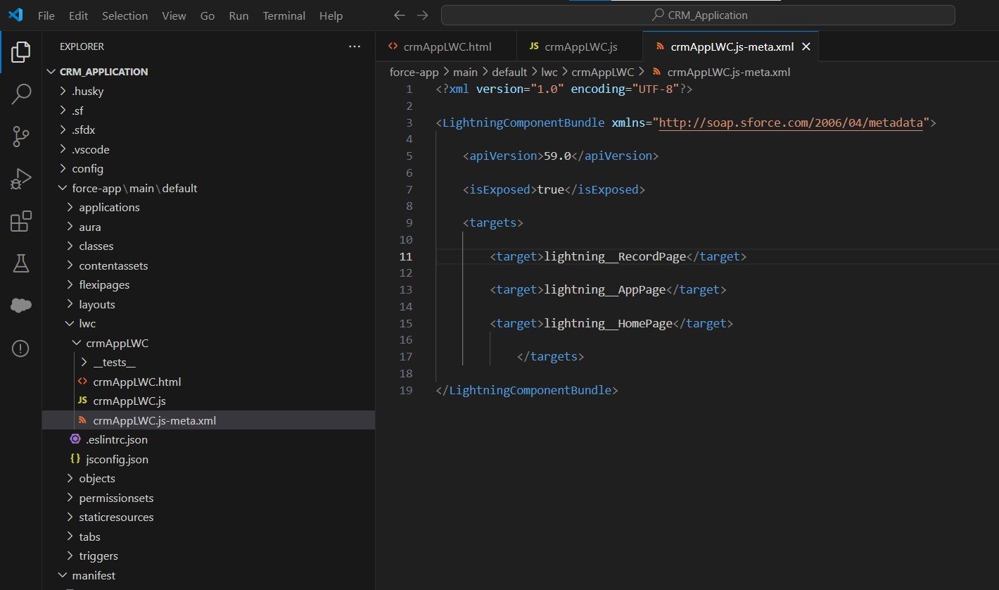 File Edit Selection View Go Run Terminal Help
CRM_Application
EXPLORER
CRM_APPLICATION
.husky
.sf
.sfdx
.vscode
config
force-app\main\default
applications
aura
classes
contentassets
flexipages
layouts
lwc
crmAppLWC
__tests__
crmAppLWC.html
JS crmAppLWC.js
crmAppLWC.js-meta.xml
.eslintrc.json
{} jsconfig.json
objects
permissionsets
staticresources
tabs
triggers
manifest
crmAppLWC.html JS crmAppLWC.js crmAppLWC.js-meta.xml
force-app > main > default > lwc > crmAppLWC > crmAppLWC.js-meta.xml
1 <?xml version="1.0" encoding="UTF-8"?>
2
3 <LightningComponentBundle xmlns="http://soap.sforce.com/2006/04/metadata">
4
5 <apiVersion>59.0</apiVersion>
6
7 <isExposed>true</isExposed>
8
9 <targets>
10
11 <target>lightning__RecordPage</target>
12
13 <target>lightning__AppPage</target>
14
15 <target>lightning__HomePage</target>
16
17 </targets>
18
19 </LightningComponentBundle>